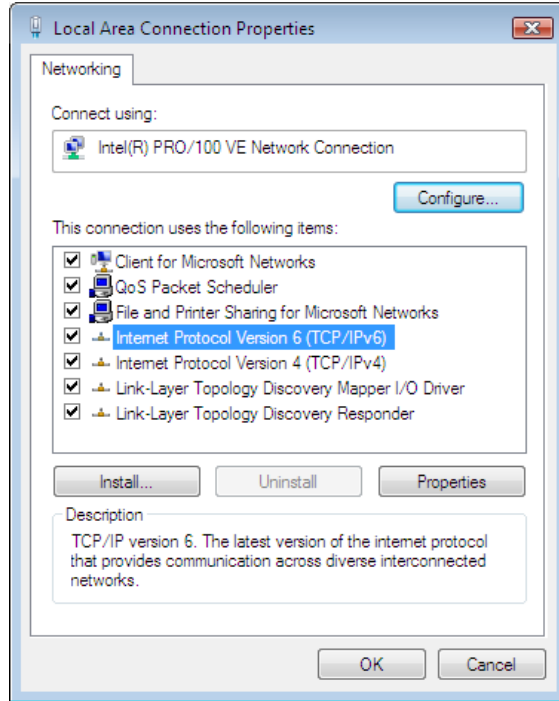 Local Area Connection Properties
Networking
Connect using:
Intel(R) PRO/100 VE Network Connection
Configure...
This connection uses the following items:
Client for Microsoft Networks
QoS Packet Scheduler
File and Printer Sharing for Microsoft Networks
Internet Protocol Version 6 (TCP/IPv6)
Internet Protocol Version 4 (TCP/IPv4)
Link-Layer Topology Discovery Mapper I/O Driver
Link-Layer Topology Discovery Responder
Install... Uninstall Properties
Description
TCP/IP version 6. The latest version of the internet protocol
that provides communication across diverse interconnected
networks.
OK Cancel